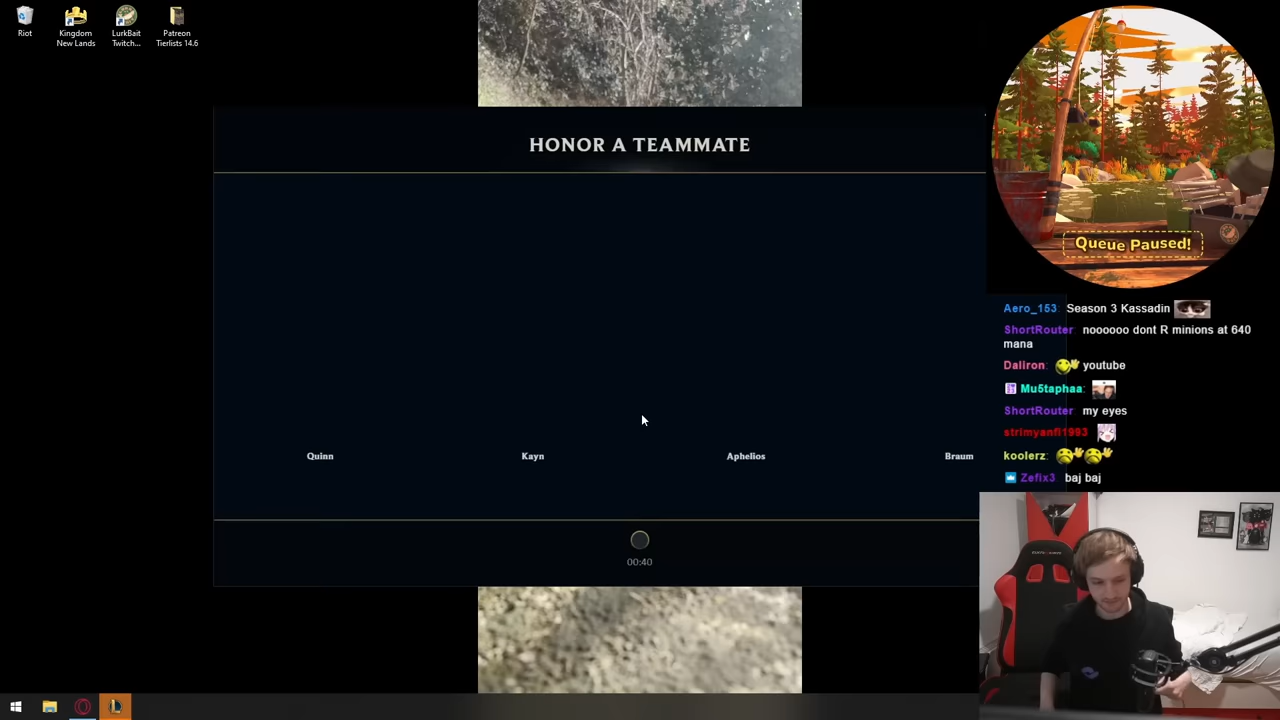 Riot
Kingdom
New Lands
LurkBait
Twitch...
Patreon
Tierlists 14.6
HONOR A TEAMMATE
Quinn
Kayn
Aphelios
Braum
00:40
Queue Paused!
Aero_153: Season 3 Kassadin
ShortRouter: noooooo dont R minions at 640
mana
Daliron: youtube
Mu5taphaa:
ShortRouter: my eyes
strimyanfi1993
koolerz:
Zefix3: baj baj